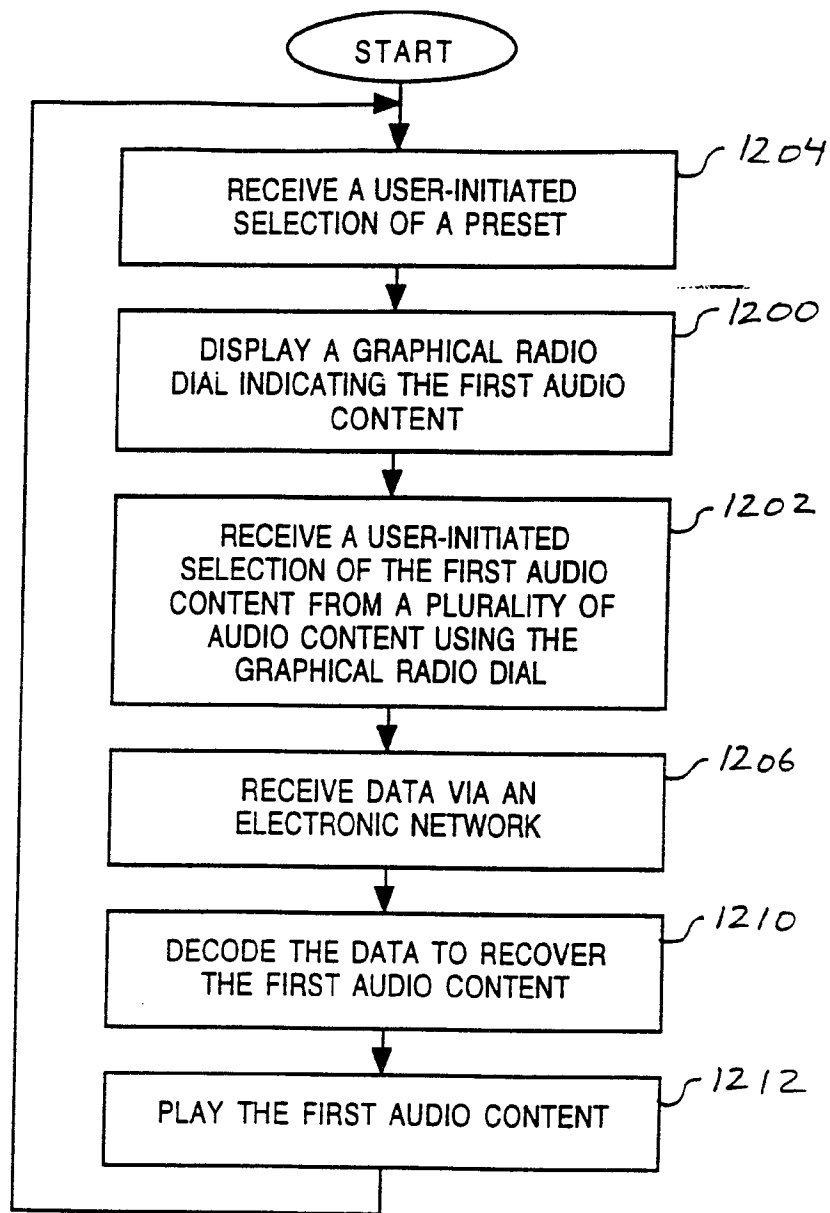 START
1204
RECEIVE A USER-INITIATED
SELECTION OF A PRESET
1200
DISPLAY A GRAPHICAL RADIO
DIAL INDICATING THE FIRST AUDIO
CONTENT
1202
RECEIVE A USER-INITIATED
SELECTION OF THE FIRST AUDIO
CONTENT FROM A PLURALITY OF
AUDIO CONTENT USING THE
GRAPHICAL RADIO DIAL
1206
RECEIVE DATA VIA AN
ELECTRONIC NETWORK
1210
DECODE THE DATA TO RECOVER
THE FIRST AUDIO CONTENT
1212
PLAY THE FIRST AUDIO CONTENT